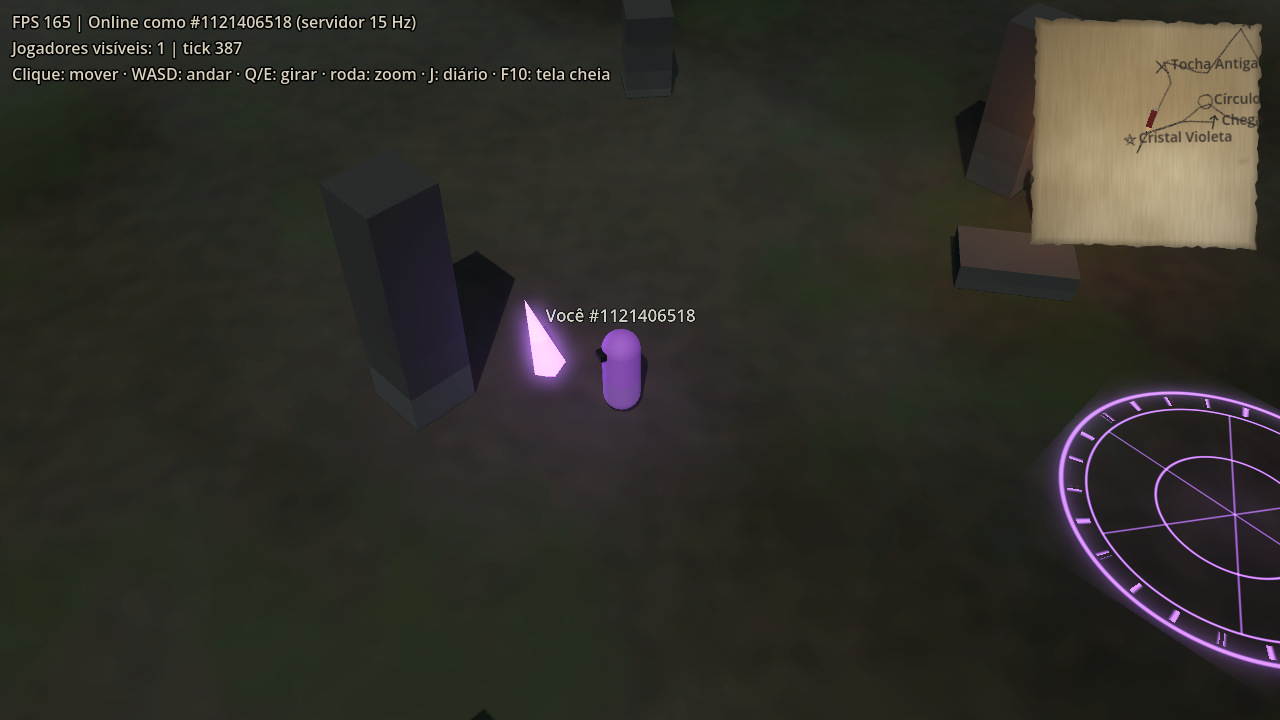 FPS 165 | Online como #1121406518 (servidor 15 Hz)
Jogadores visíveis: 1 | tick 387
Clique: mover · WASD: andar · Q/E: girar · roda: zoom · J: diário · F10: tela cheia
Tocha Antiga
Círculo
Chega
Cristal Violeta
Você #1121406518